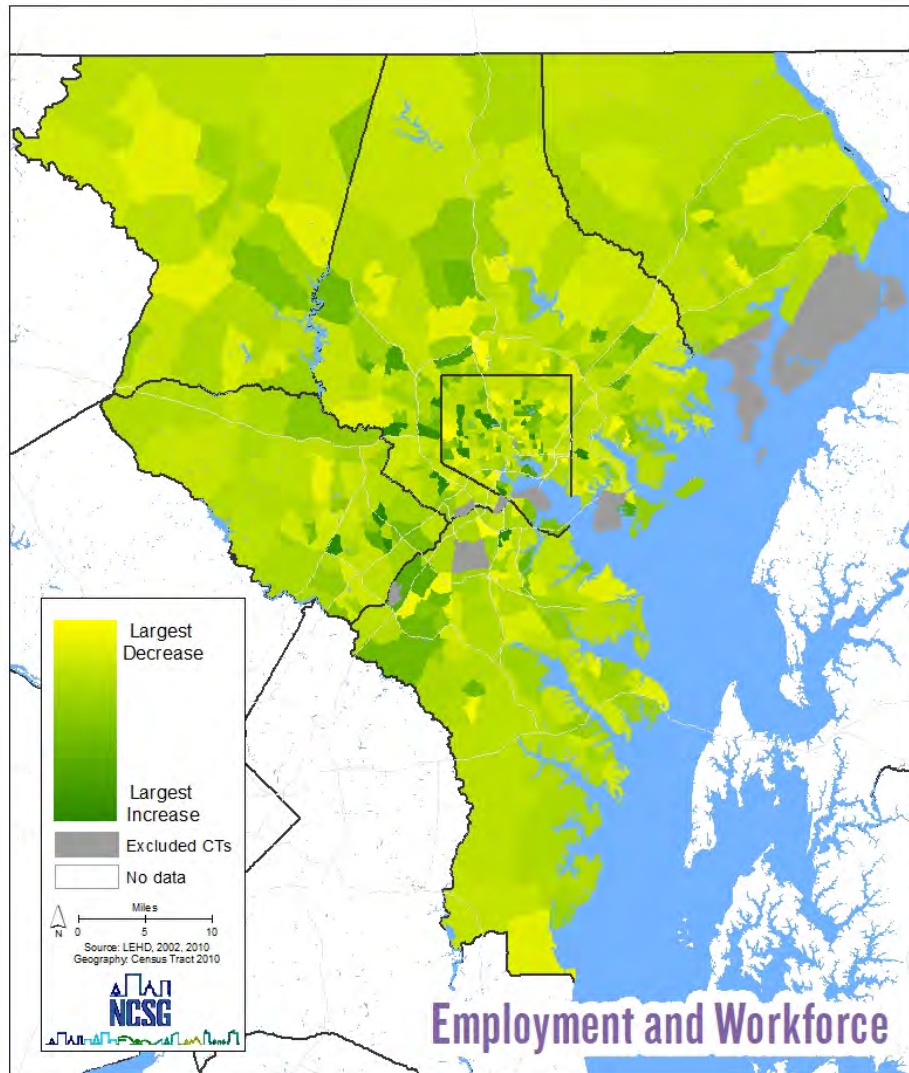 Largest
Decrease
Largest
Increase
Excluded CTs
No data
Miles
N
0 5 10
Source: LEHD, 2002, 2010
Geography: Census Tract 2010
NCSG
Employment and Workforce